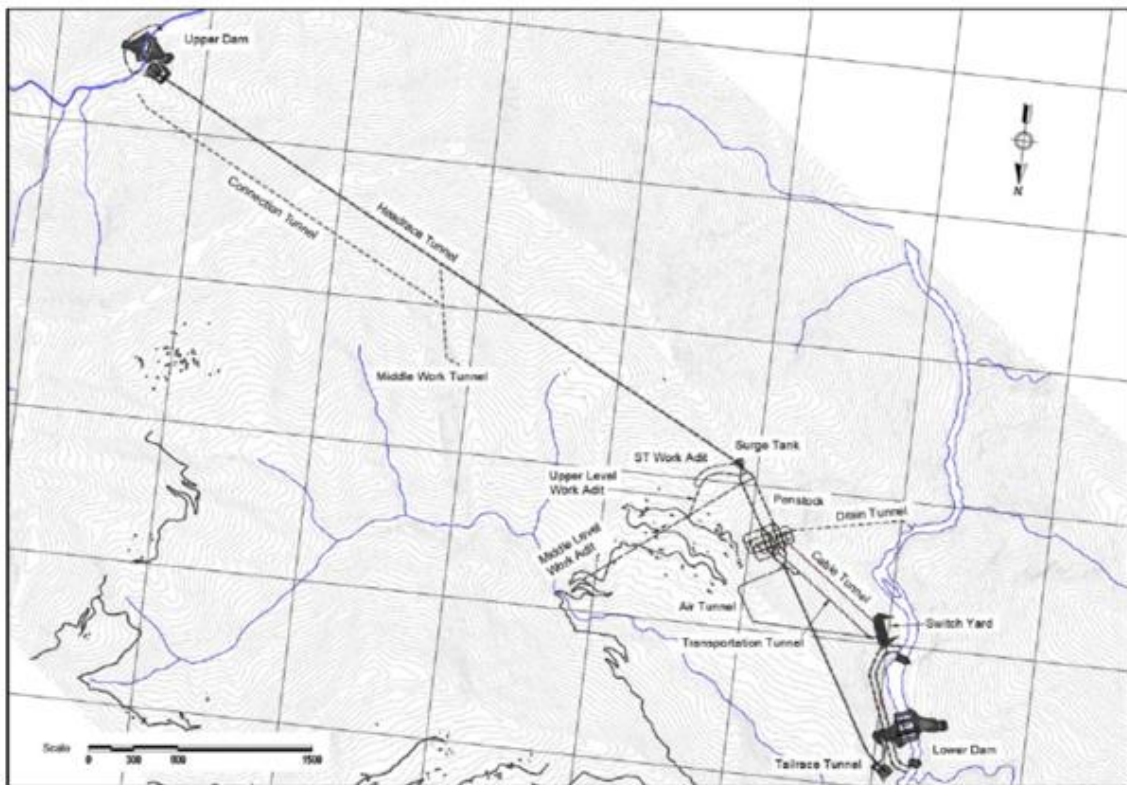 Upper Dam
N
Connection Tunnel
Headrace Tunnel
Middle Work Tunnel
Surge Tank
ST Work Adit
Upper Level
Work Adit
Penstock
Drain Tunnel
Middle Level
Work Adit
Cable Tunnel
Air Tunnel
Switch Yard
Transportation Tunnel
Scale
0 300 600 1500
Lower Dam
Tailrace Tunnel